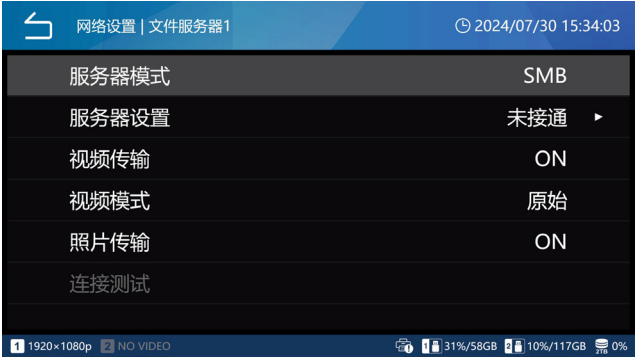 网络设置 | 文件服务器1 2024/07/30 15:34:03
服务器模式 SMB
服务器设置 未接通 ►
视频传输 ON
视频模式 原始
照片传输 ON
连接测试
1 1920×1080p 2 NO VIDEO 1 31%/58GB 2 10%/117GB 2TB 0%